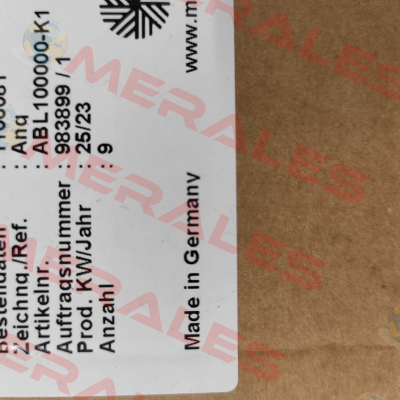 www.m
Bestelldaten :
Zeichng./Ref. : Ang
Artikelnr. : ABL100000-K1
Auftragsnummer : 983899 / 1
Prod. KW/Jahr : 25/23
Anzahl : 9
Made in Germany
MERALES
MERALES
MERALES